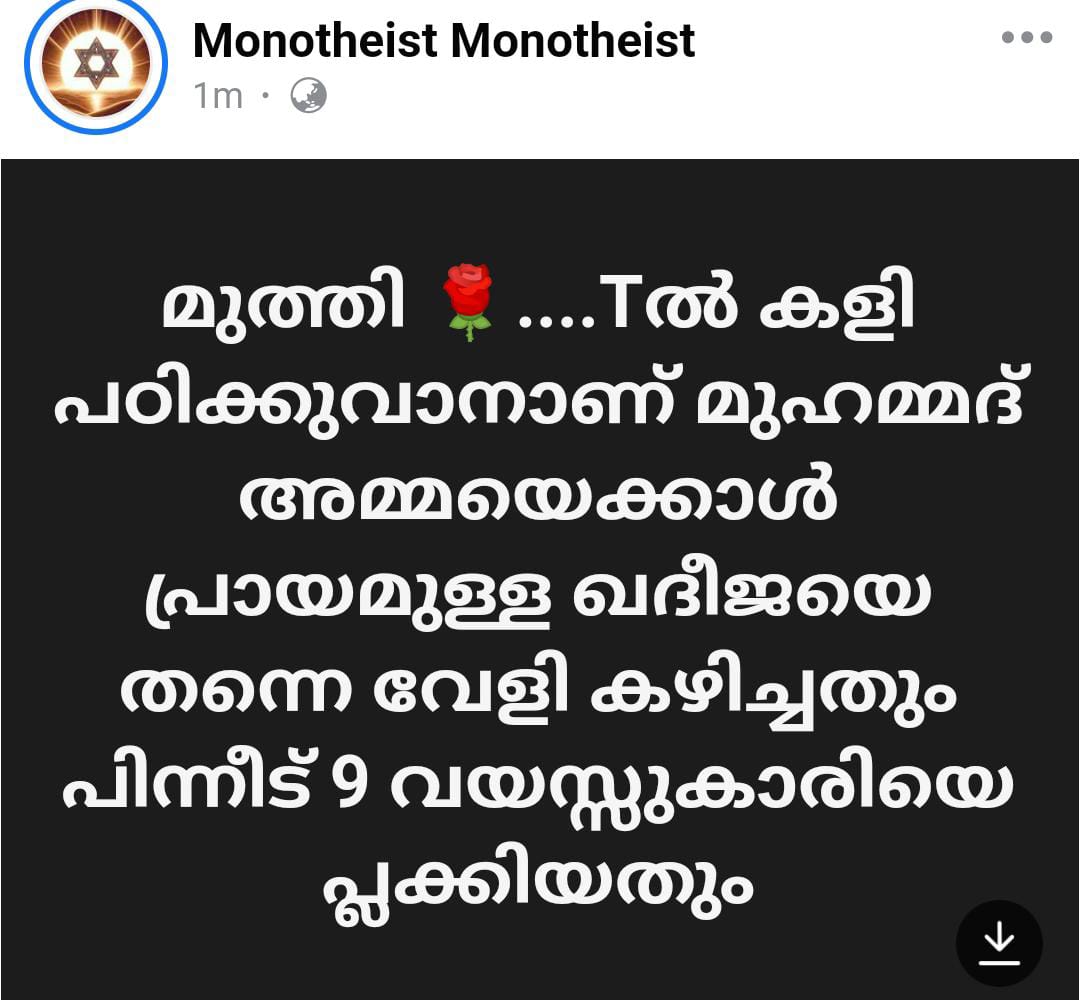 Monotheist Monotheist
1m ·
മുത്തി 🌹....Tൽ കളി
പഠിക്കുവാനാണ് മുഹമ്മദ്
അമ്മയെക്കാൾ
പ്രായമുള്ള ഖദീജയെ
തന്നെ വേളി കഴിച്ചതും
പിന്നീട് 9 വയസ്സുകാരിയെ
പ്ലക്കിയതും